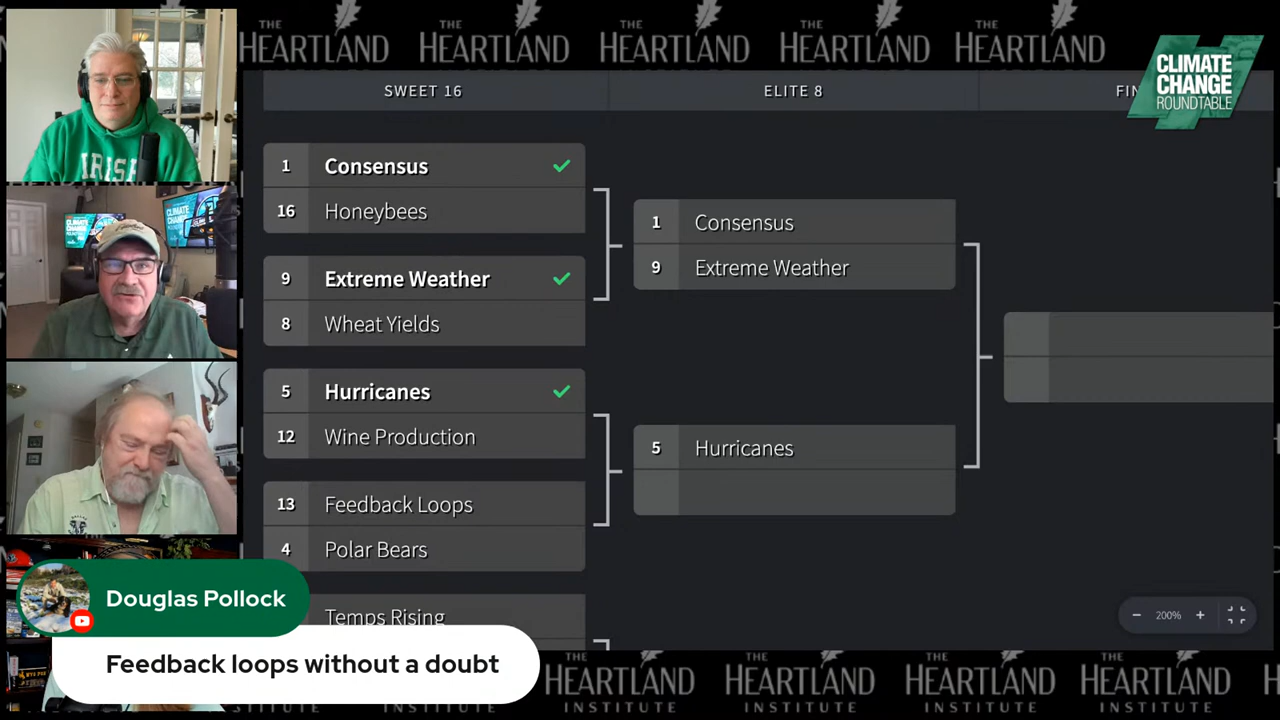 THE HEARTLAND
THE HEARTLAND
THE HEARTLAND
THE HEARTLAND
THE HEARTLAND
CLIMATE
CHANGE
ROUNDTABLE
SWEET 16
ELITE 8
FIN
1 Consensus
16 Honeybees
9 Extreme Weather
8 Wheat Yields
5 Hurricanes
12 Wine Production
13 Feedback Loops
4 Polar Bears
Temps Rising
1 Consensus
9 Extreme Weather
5 Hurricanes
IRISH
200%
Douglas Pollock
Feedback loops without a doubt
THE HEARTLAND INSTITUTE
THE HEARTLAND INSTITUTE
THE HEARTLAND INSTITUTE
THE HEARTLAND INSTITUTE